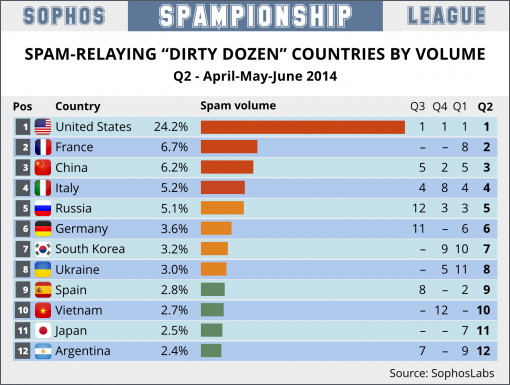 SOPHOS SPAMPIONSHIP LEAGUE
SPAM-RELAYING “DIRTY DOZEN” COUNTRIES BY VOLUME
Q2 - April-May-June 2014
Pos Country Spam volume Q3 Q4 Q1 Q2
1 United States 24.2% 1 1 1 1
2 France 6.7% – – 8 2
3 China 6.2% 5 2 5 3
4 Italy 5.2% 4 8 4 4
5 Russia 5.1% 12 3 3 5
6 Germany 3.6% 11 – 6 6
7 South Korea 3.2% – 9 10 7
8 Ukraine 3.0% – 5 11 8
9 Spain 2.8% 8 – 2 9
10 Vietnam 2.7% – 12 – 10
11 Japan 2.5% – – 7 11
12 Argentina 2.4% 7 – 9 12
Source: SophosLabs